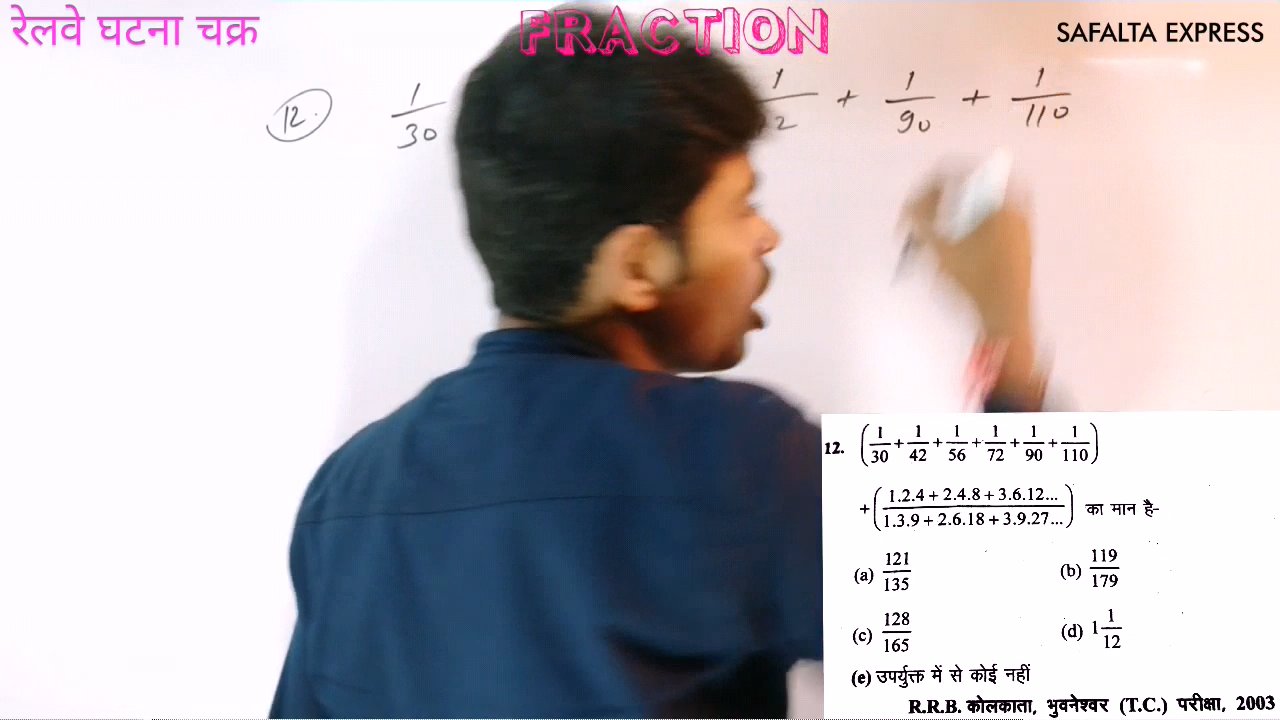 रेलवे घटना चक्र FRACTION SAFALTA EXPRESS
12. 1/30 1/ 2 + 1/90 + 1/110
12. (1/30 + 1/42 + 1/56 + 1/72 + 1/90 + 1/110)
+ (1.2.4 + 2.4.8 + 3.6.12... / 1.3.9 + 2.6.18 + 3.9.27...) का मान है-
(a) 121/135 (b) 119/179
(c) 128/165 (d) 1 1/12
(e) उपर्युक्त में से कोई नहीं
R.R.B. कोलकाता, भुवनेश्वर (T.C.) परीक्षा, 2003